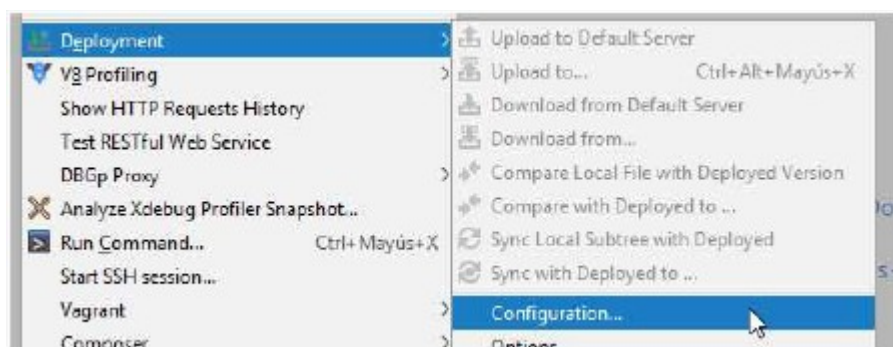 Deployment
V8 Profiling
Show HTTP Requests History
Test RESTful Web Service
DBGp Proxy
Analyze Xdebug Profiler Snapshot...
Run Command... Ctrl+Mayús+X
Start SSH session...
Vagrant
Composer
Upload to Default Server
Upload to... Ctrl+Alt+Mayús+X
Download from Default Server
Download from...
Compare Local File with Deployed Version
Compare with Deployed to ...
Sync Local Subtree with Deployed
Sync with Deployed to ...
Configuration...
Options